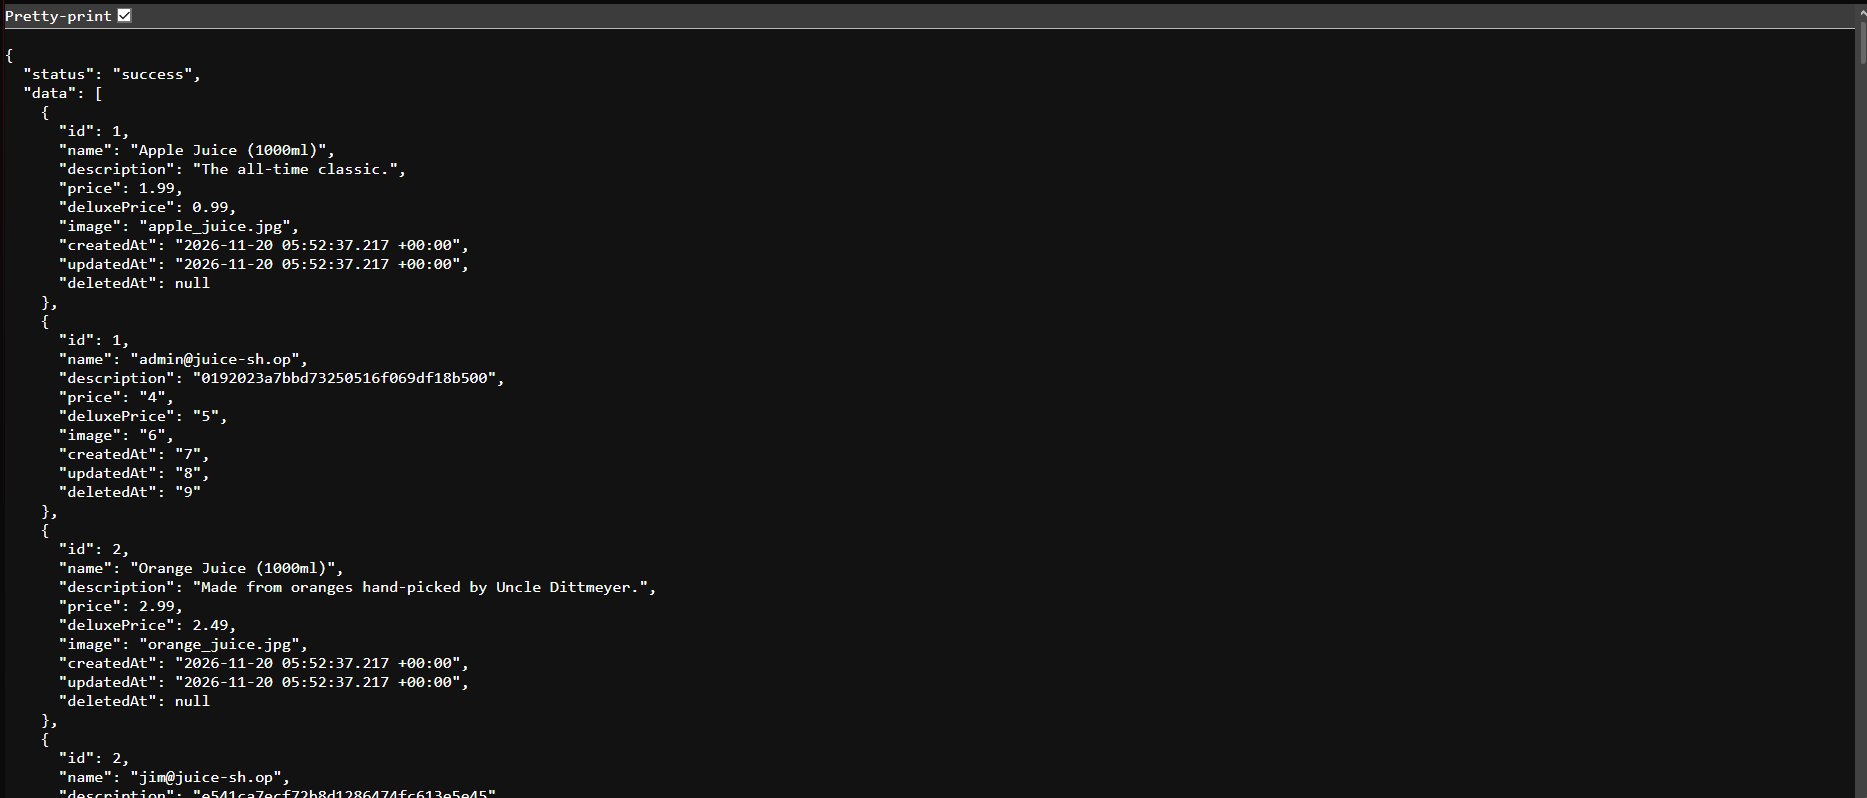 Pretty-print
{
"status": "success",
"data": [
{
"id": 1,
"name": "Apple Juice (1000ml)",
"description": "The all-time classic.",
"price": 1.99,
"deluxePrice": 0.99,
"image": "apple_juice.jpg",
"createdAt": "2026-11-20 05:52:37.217 +00:00",
"updatedAt": "2026-11-20 05:52:37.217 +00:00",
"deletedAt": null
},
{
"id": 1,
"name": "admin@juice-sh.op",
"description": "0192023a7bbd73250516f069df18b500",
"price": "4",
"deluxePrice": "5",
"image": "6",
"createdAt": "7",
"updatedAt": "8",
"deletedAt": "9"
},
{
"id": 2,
"name": "Orange Juice (1000ml)",
"description": "Made from oranges hand-picked by Uncle Dittmeyer.",
"price": 2.99,
"deluxePrice": 2.49,
"image": "orange_juice.jpg",
"createdAt": "2026-11-20 05:52:37.217 +00:00",
"updatedAt": "2026-11-20 05:52:37.217 +00:00",
"deletedAt": null
},
{
"id": 2,
"name": "jim@juice-sh.op",
"description": "e541ca7ecf72b8d1286474fc613e5e45"